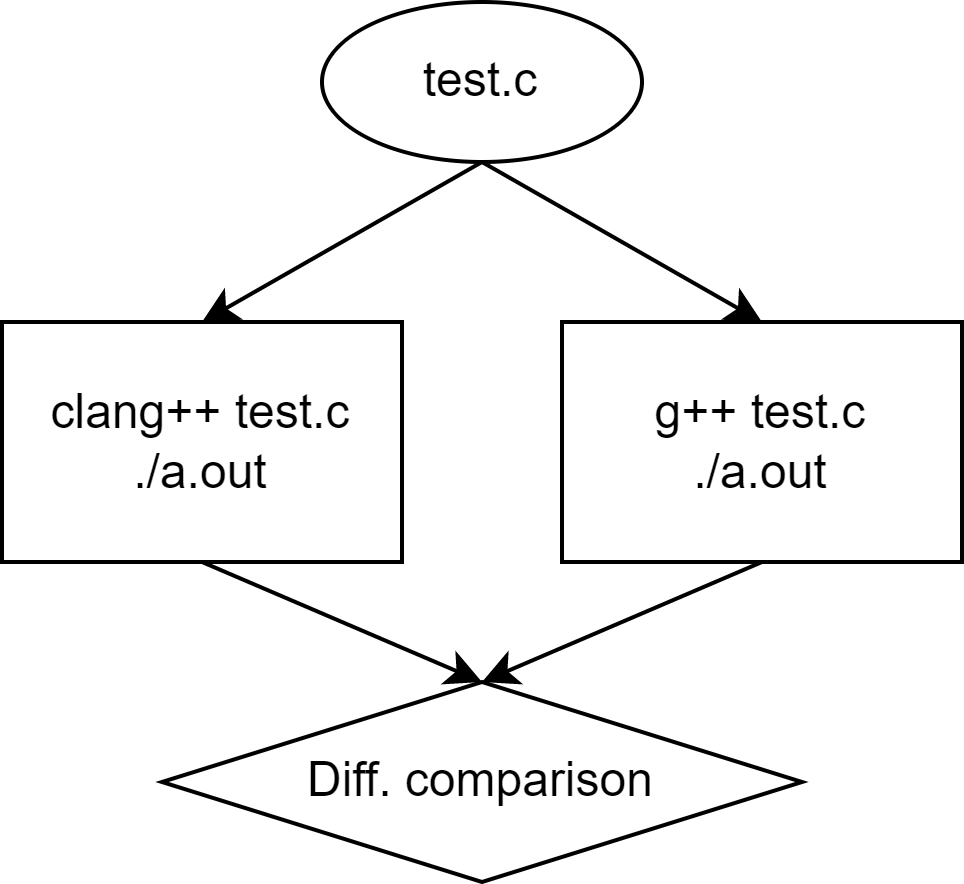 test.c
clang++ test.c
./a.out
g++ test.c
./a.out
Diff. comparison